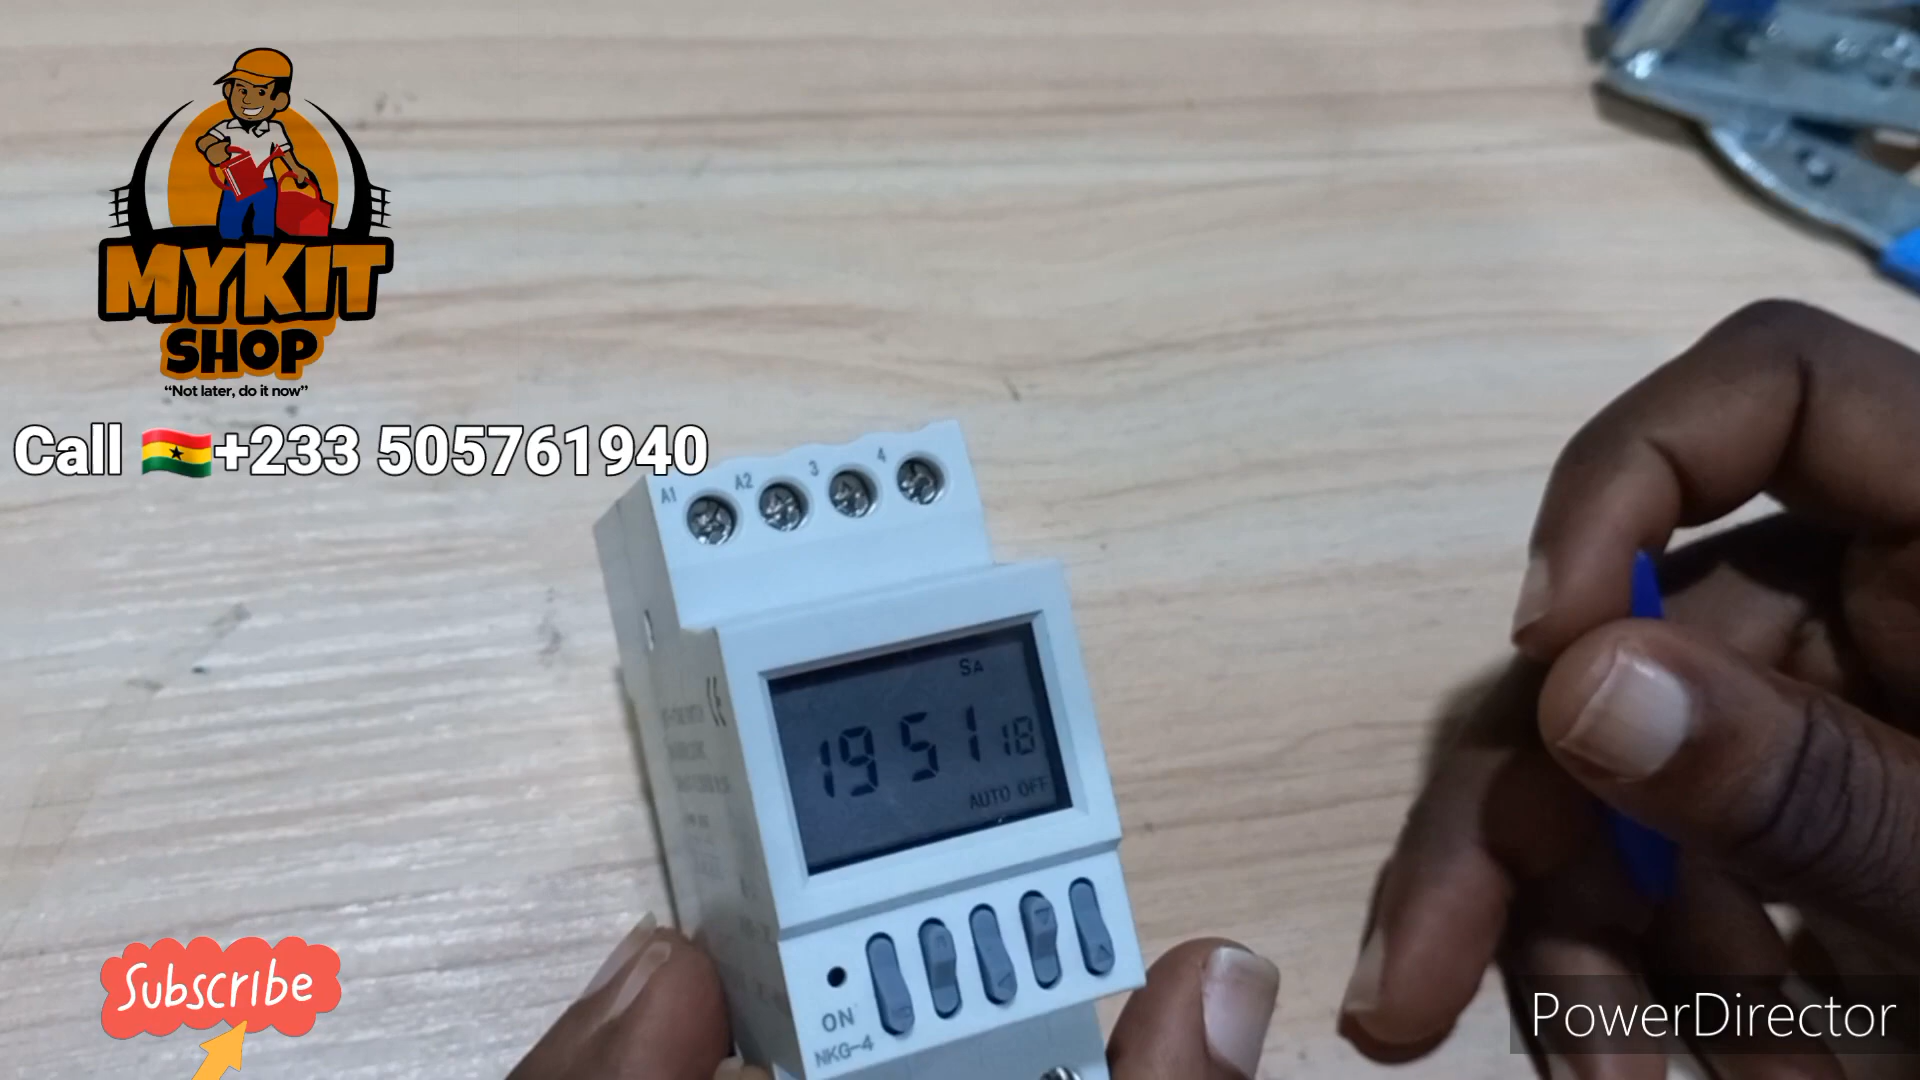 MYKIT
SHOP
“Not later, do it now”
Call +233 505761940
A1 A2 3 4
SA
19 51 18
AUTO OFF
ON
NKG-4
Subscribe
PowerDirector